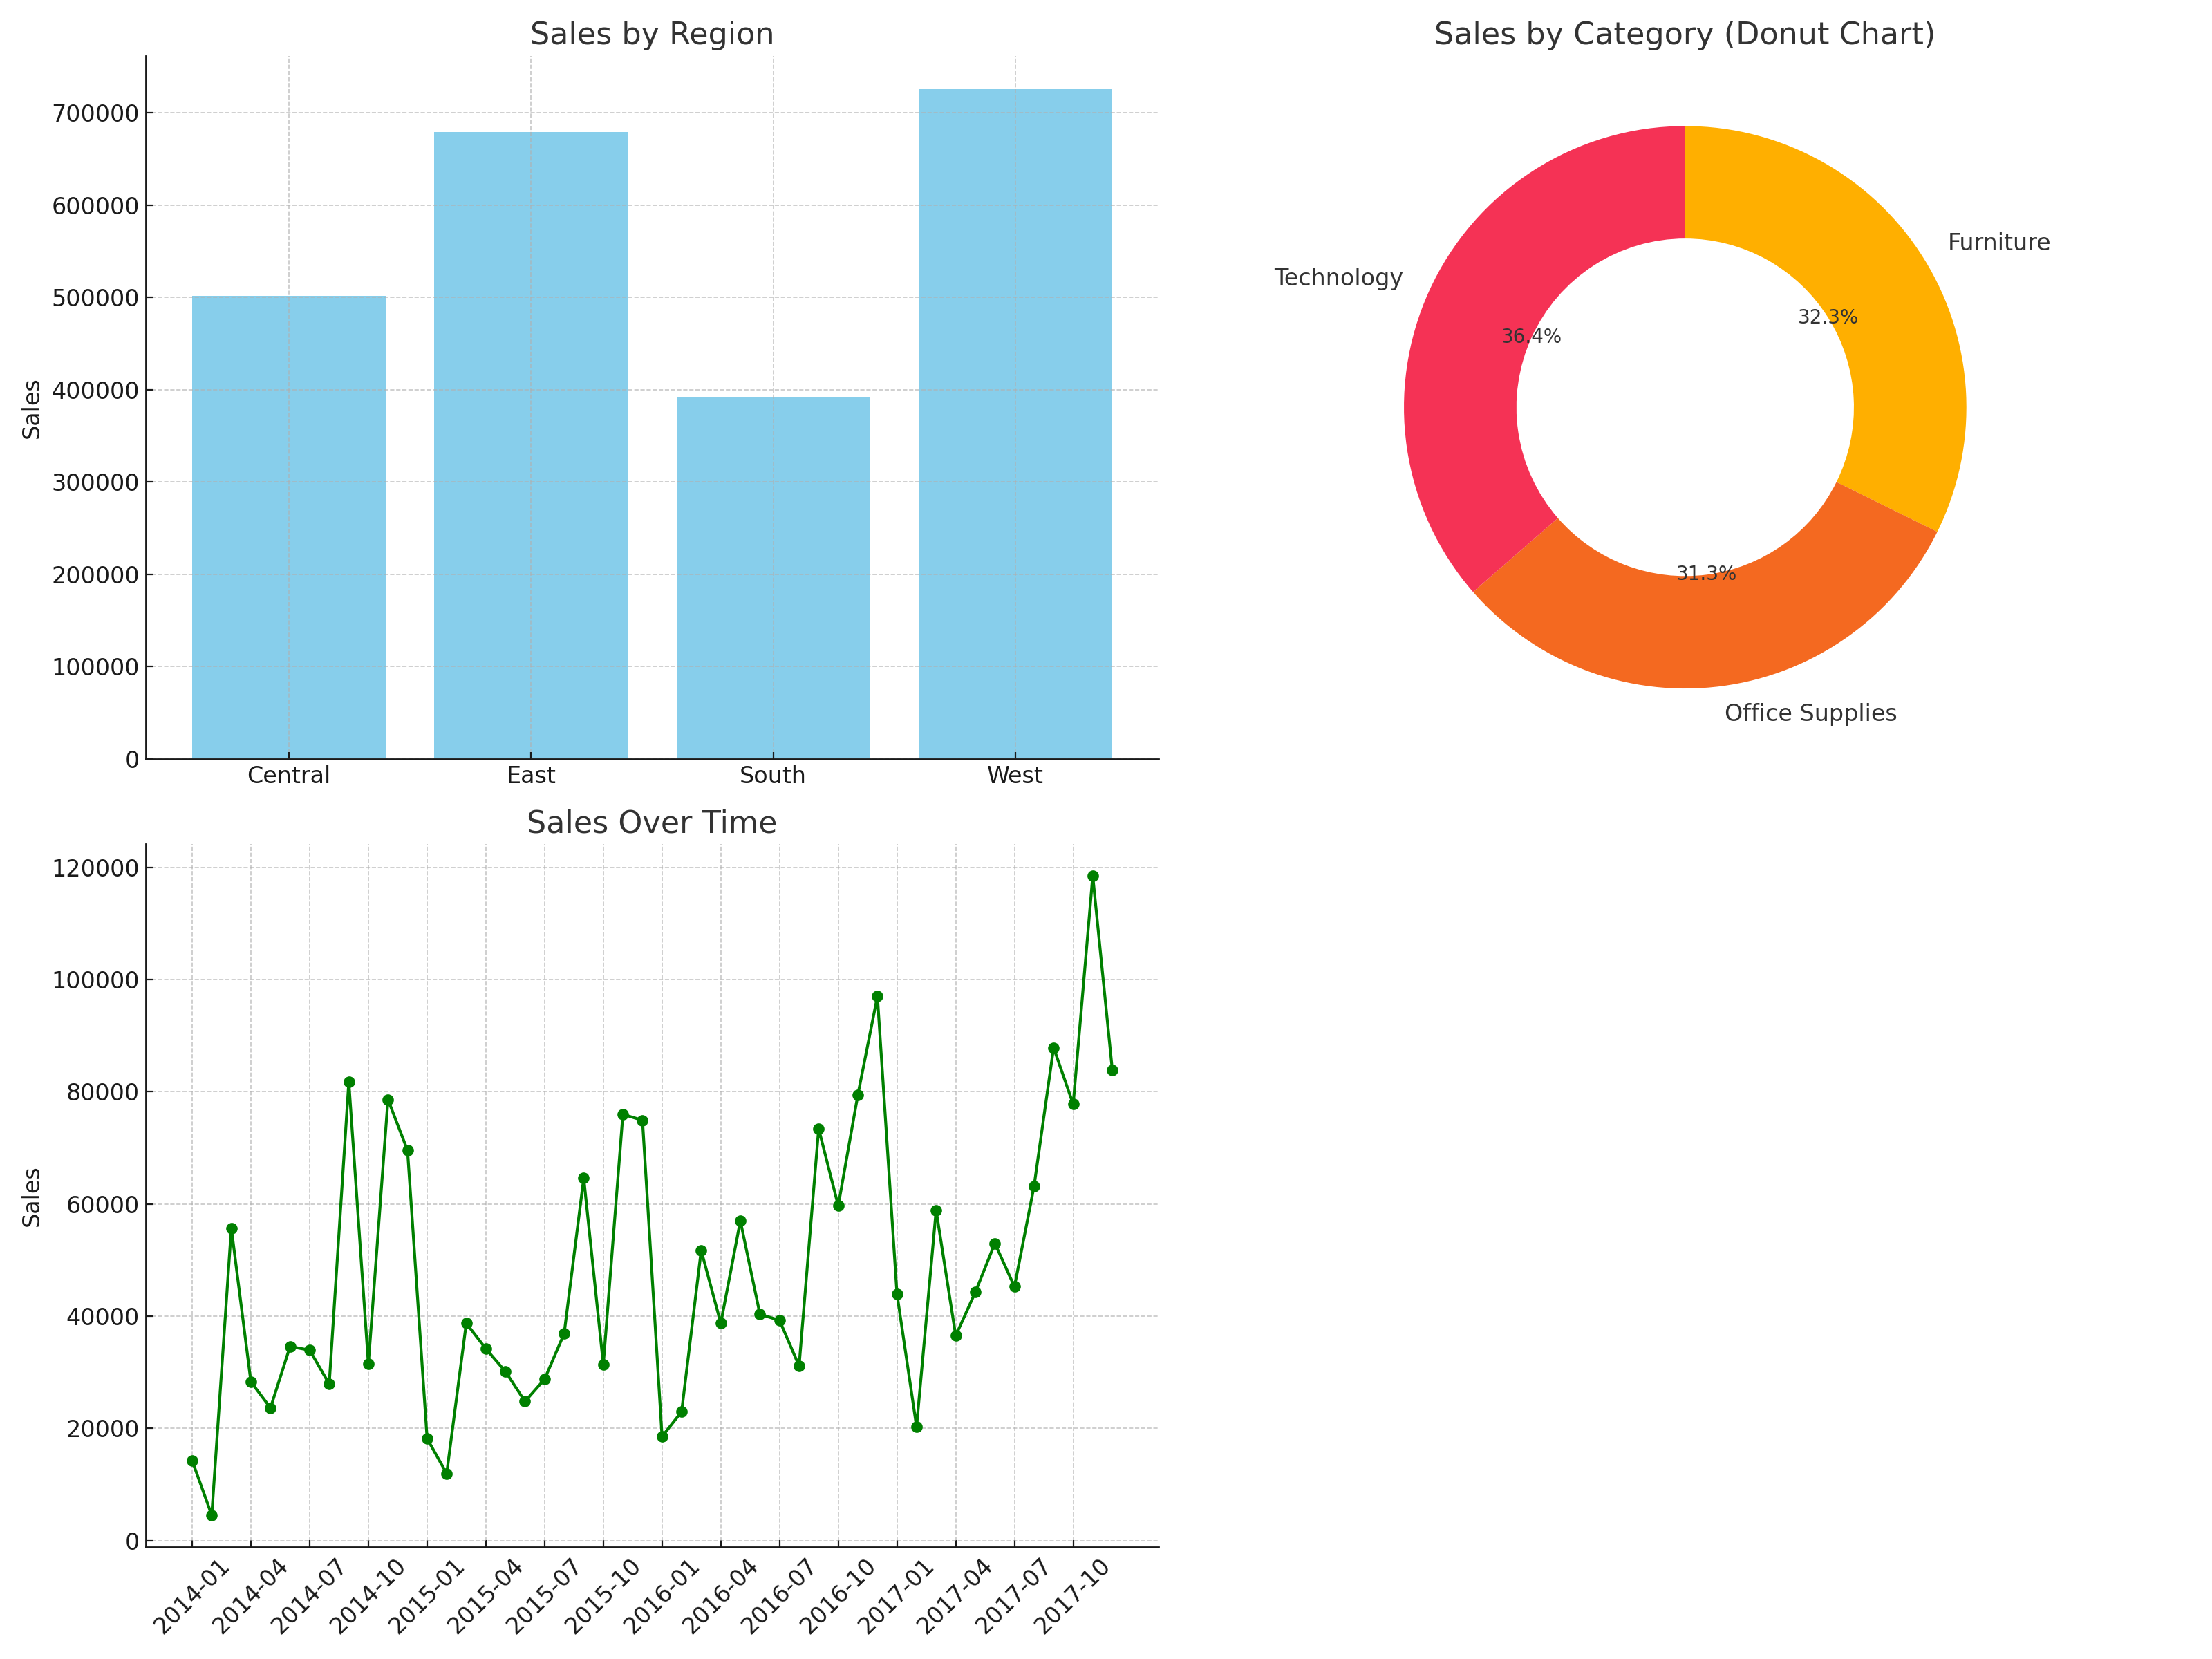 Sales by Region
Sales
700000
600000
500000
400000
300000
200000
100000
0
Central East South West
Sales by Category (Donut Chart)
Furniture
Technology
32.3%
36.4%
31.3%
Office Supplies
Sales Over Time
Sales
120000
100000
80000
60000
40000
20000
0
2014-01 2014-04 2014-07 2014-10 2015-01 2015-04 2015-07 2015-10 2016-01 2016-04 2016-07 2016-10 2017-01 2017-04 2017-07 2017-10